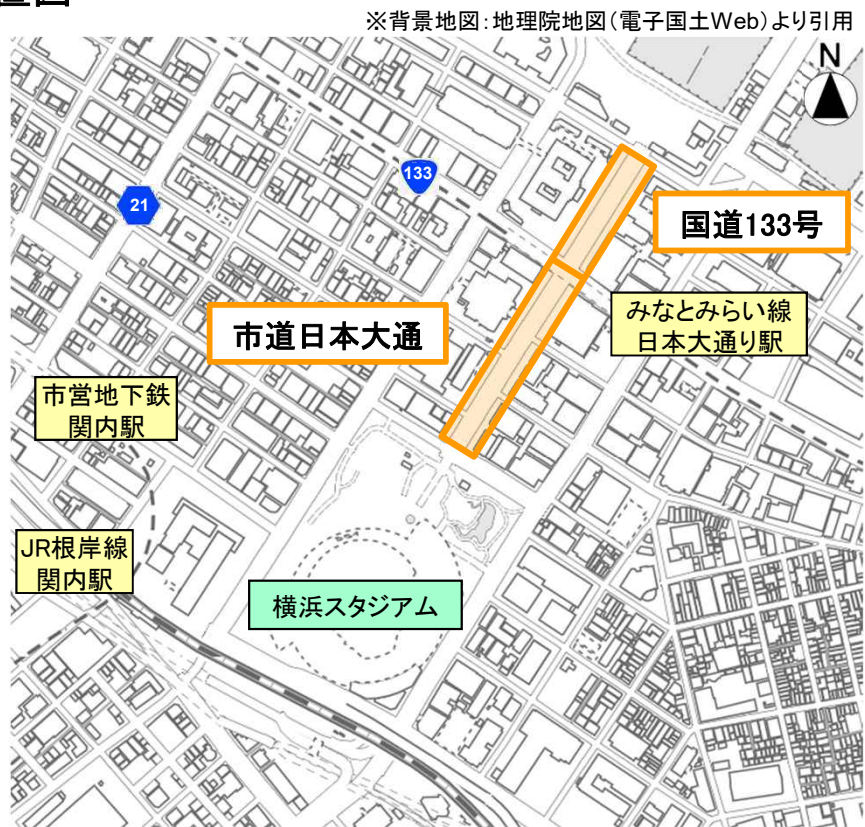 ※背景地図：地理院地図（電子国土Web）より引用
N
133
21
国道133号
みなとみらい線
日本大通り駅
市道日本大通
市営地下鉄
関内駅
JR根岸線
関内駅
横浜スタジアム